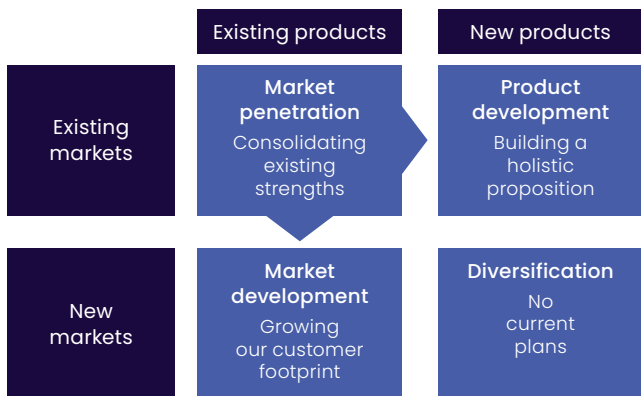 Existing products
New products
Existing
markets
Market
penetration
Consolidating
existing
strengths
Product
development
Building a
holistic
proposition
New
markets
Market
development
Growing
our customer
footprint
Diversification
No
current
plans